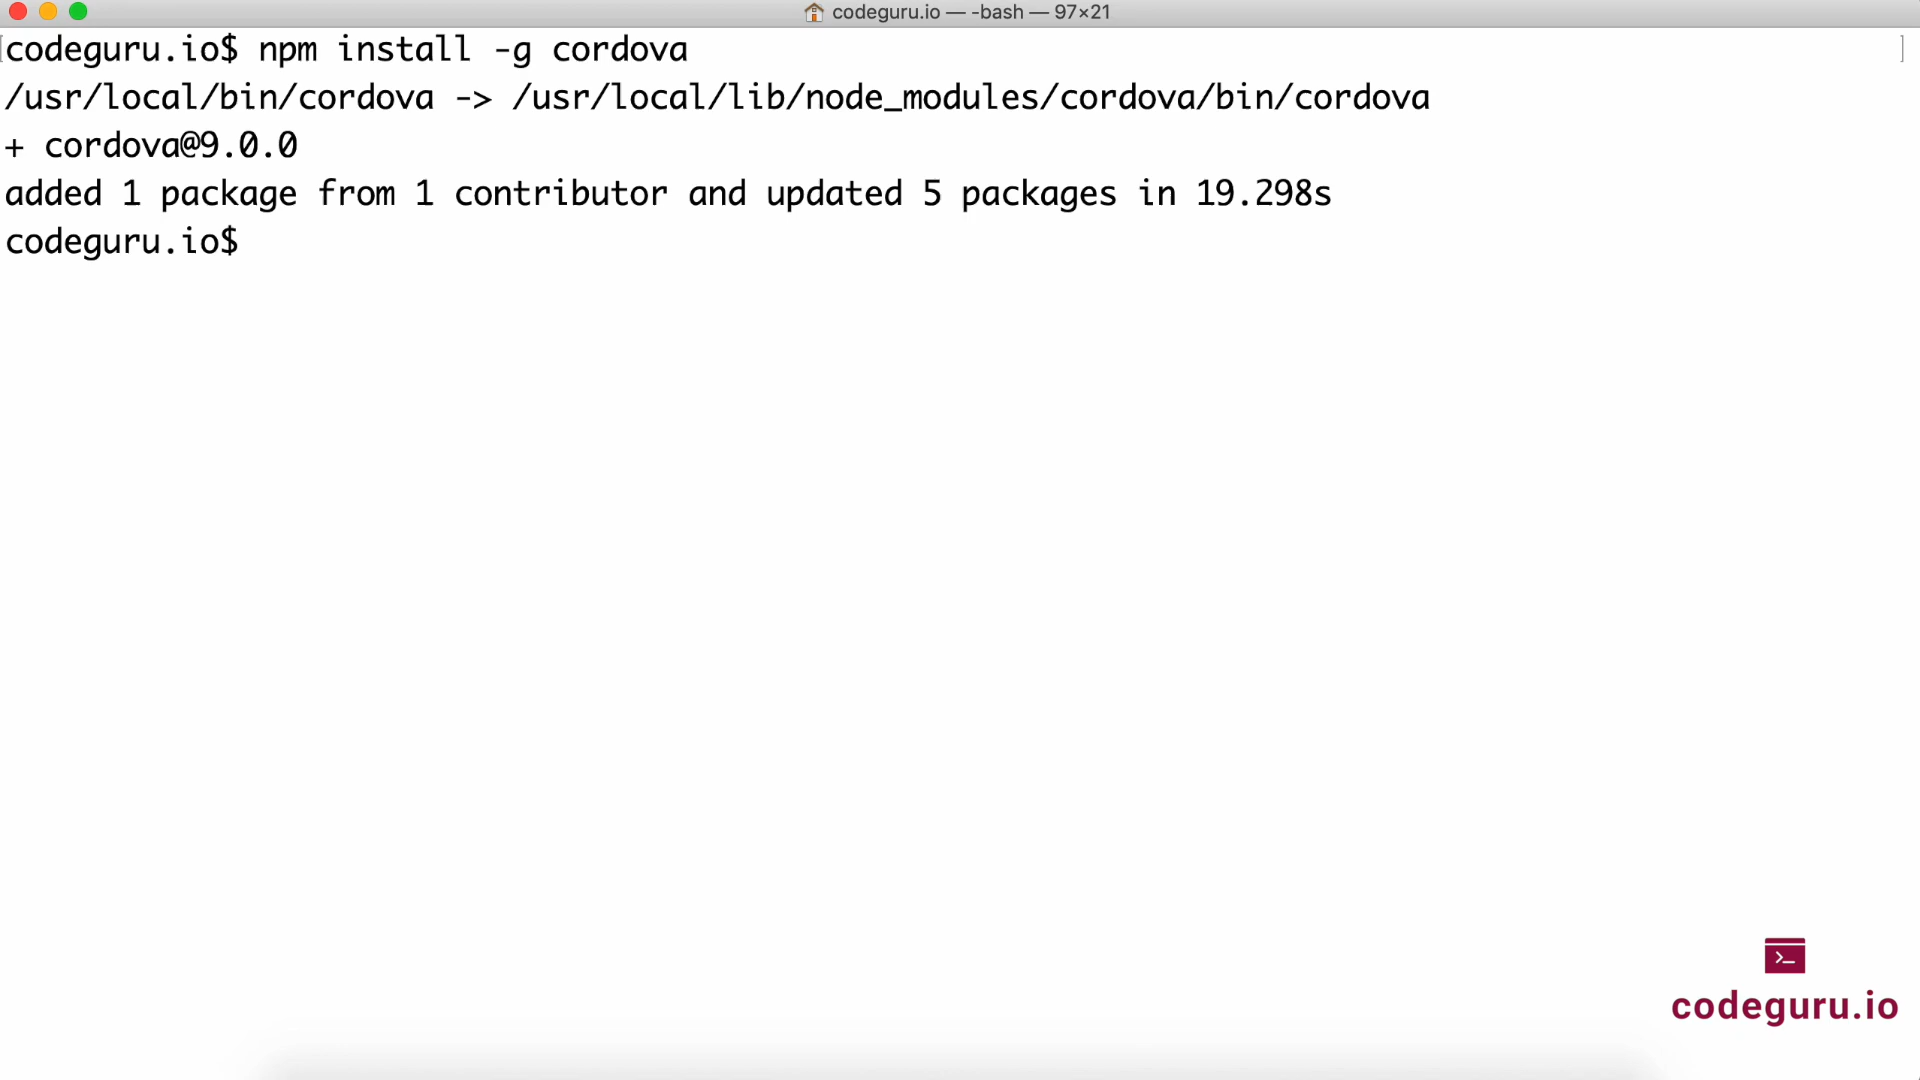 codeguru.io — -bash — 97×21
codeguru.io$ npm install -g cordova
/usr/local/bin/cordova -> /usr/local/lib/node_modules/cordova/bin/cordova
+ cordova@9.0.0
added 1 package from 1 contributor and updated 5 packages in 19.298s
codeguru.io$
>_
codeguru.io